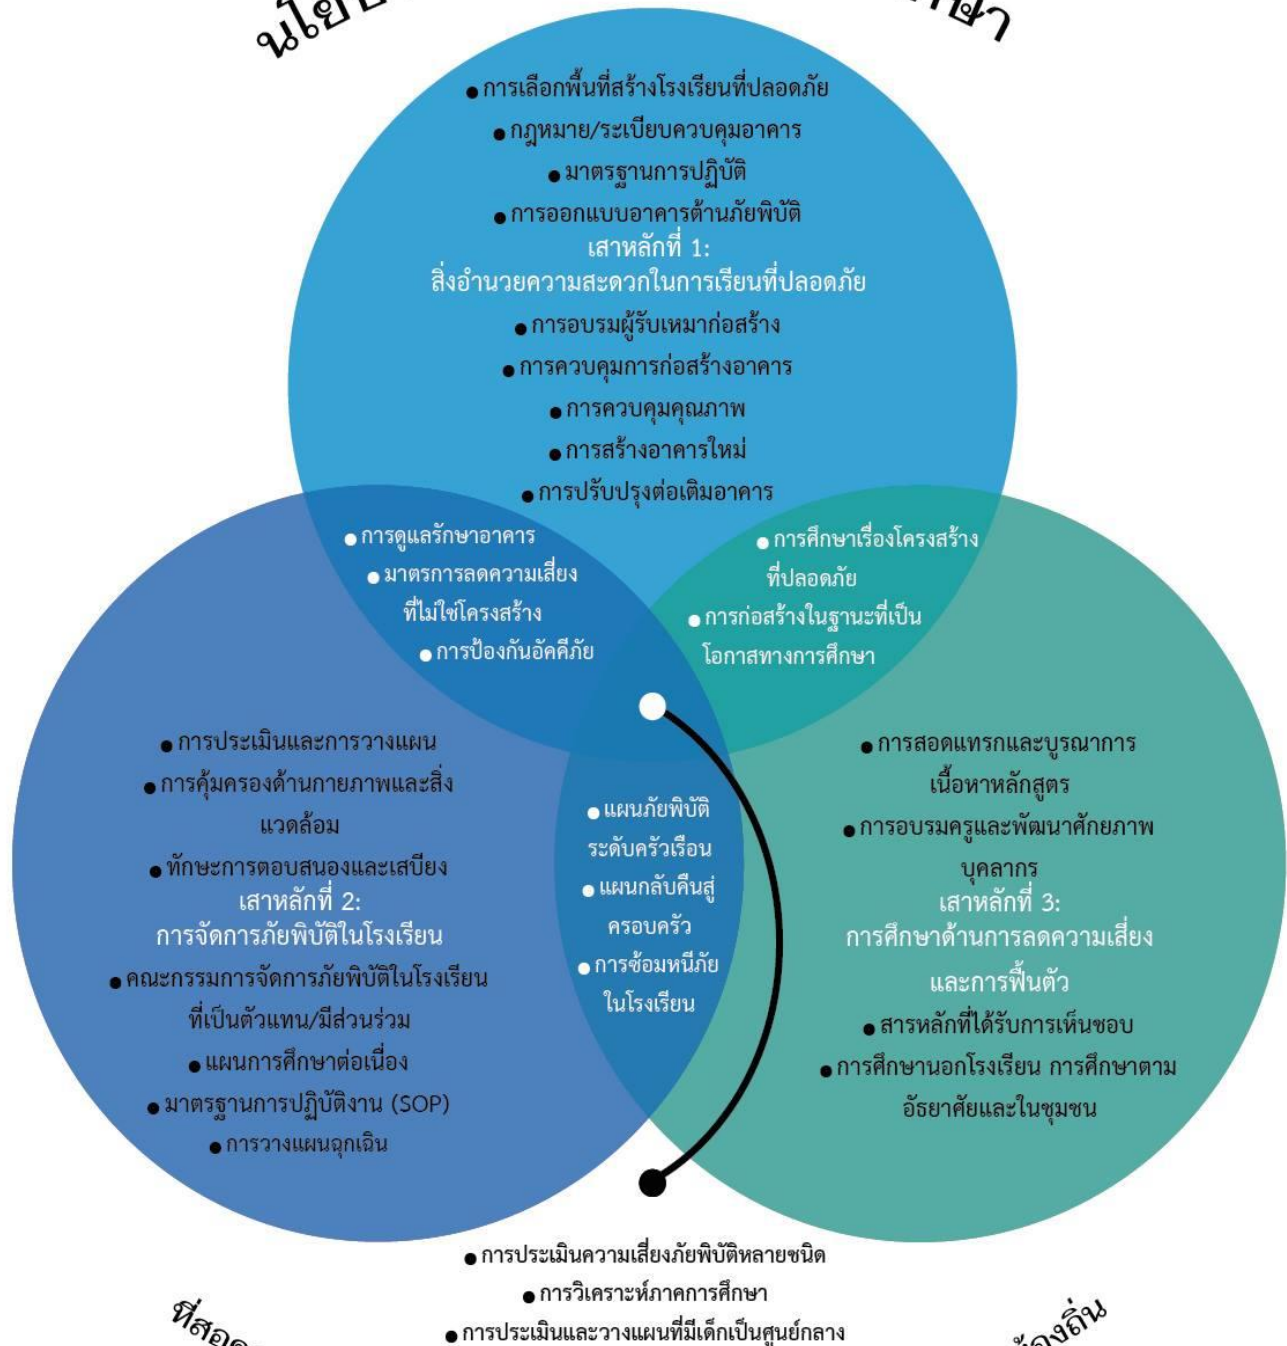 ● การเลือกพื้นที่สร้างโรงเรียนที่ปลอดภัย
● กฎหมาย/ระเบียบควบคุมอาคาร
● มาตรฐานการปฏิบัติ
● การออกแบบอาคารต้านภัยพิบัติ
เสาหลักที่ 1:
สิ่งอำนวยความสะดวกในการเรียนที่ปลอดภัย
● การอบรมผู้รับเหมาก่อสร้าง
● การควบคุมการก่อสร้างอาคาร
● การควบคุมคุณภาพ
● การสร้างอาคารใหม่
● การปรับปรุงต่อเติมอาคาร
● การดูแลรักษาอาคาร
● มาตรการลดความเสี่ยง
ที่ไม่ใช่โครงสร้าง
● การป้องกันอัคคีภัย
● การศึกษาเรื่องโครงสร้าง
ที่ปลอดภัย
● การก่อสร้างในฐานะที่เป็น
โอกาสทางการศึกษา
● การประเมินและการวางแผน
● การคุ้มครองด้านกายภาพและสิ่ง
แวดล้อม
● ทักษะการตอบสนองและเสบียง
เสาหลักที่ 2:
การจัดการภัยพิบัติในโรงเรียน
● คณะกรรมการจัดการภัยพิบัติในโรงเรียน
ที่เป็นตัวแทน/มีส่วนร่วม
● แผนการศึกษาต่อเนื่อง
● มาตรฐานการปฏิบัติงาน (SOP)
● การวางแผนฉุกเฉิน
● แผนภัยพิบัติ
ระดับครัวเรือน
● แผนกลับคืนสู่
ครอบครัว
● การซ้อมหนีภัย
ในโรงเรียน
● การสอดแทรกและบูรณาการ
เนื้อหาหลักสูตร
● การอบรมครูและพัฒนาศักยภาพ
บุคลากร
เสาหลักที่ 3:
การศึกษาด้านการลดความเสี่ยง
และการฟื้นตัว
● สารหลักที่ได้รับการเห็นชอบ
● การศึกษานอกโรงเรียน การศึกษาตาม
อัธยาศัยและในชุมชน
● การประเมินความเสี่ยงภัยพิบัติหลายชนิด
● การวิเคราะห์ภาคการศึกษา
● การประเมินและวางแผนที่มีเด็กเป็นศูนย์กลาง